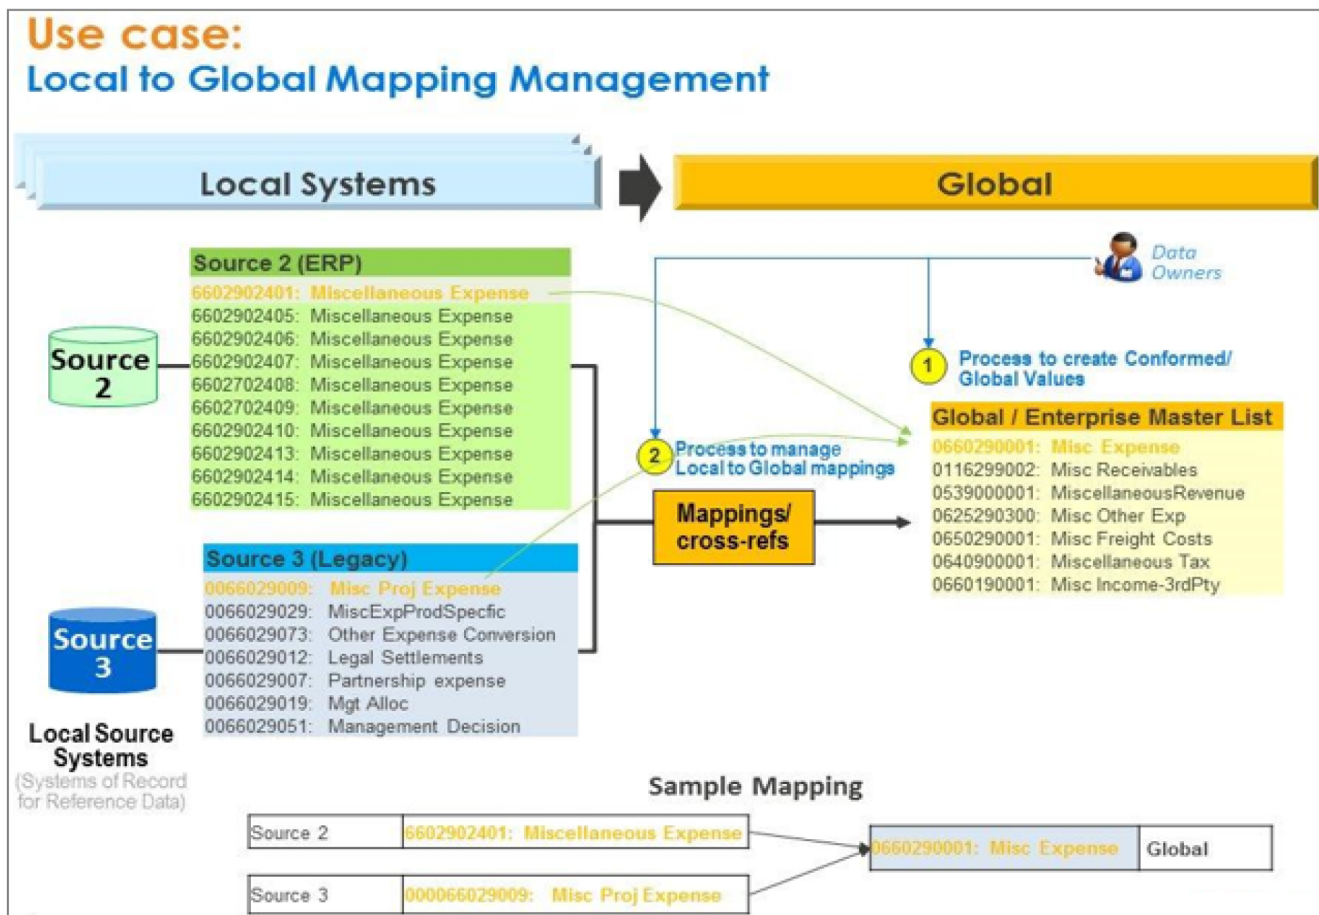 Use case:
Local to Global Mapping Management
Local Systems
Global
Data
Owners
Source 2 (ERP)
6602902401: Miscellaneous Expense
6602902405: Miscellaneous Expense
6602902406: Miscellaneous Expense
6602902407: Miscellaneous Expense
6602702408: Miscellaneous Expense
6602702409: Miscellaneous Expense
6602902410: Miscellaneous Expense
6602902413: Miscellaneous Expense
6602902414: Miscellaneous Expense
6602902415: Miscellaneous Expense
Source
2
1
Process to create Conformed/
Global Values
Global / Enterprise Master List
0660290001: Misc Expense
0116299002: Misc Receivables
0539000001: MiscellaneousRevenue
0625290300: Misc Other Exp
0650290001: Misc Freight Costs
0640900001: Miscellaneous Tax
0660190001: Misc Income-3rdPty
2
Process to manage
Local to Global mappings
Mappings/
cross-refs
Source 3 (Legacy)
0066029009: Misc Proj Expense
0066029029: MiscExpProdSpecfic
0066029073: Other Expense Conversion
0066029012: Legal Settlements
0066029007: Partnership expense
0066029019: Mgt Alloc
0066029051: Management Decision
Source
3
Local Source
Systems
(Systems of Record
for Reference Data)
Sample Mapping
Source 2 6602902401: Miscellaneous Expense
0660290001: Misc Expense Global
Source 3 000066029009: Misc Proj Expense